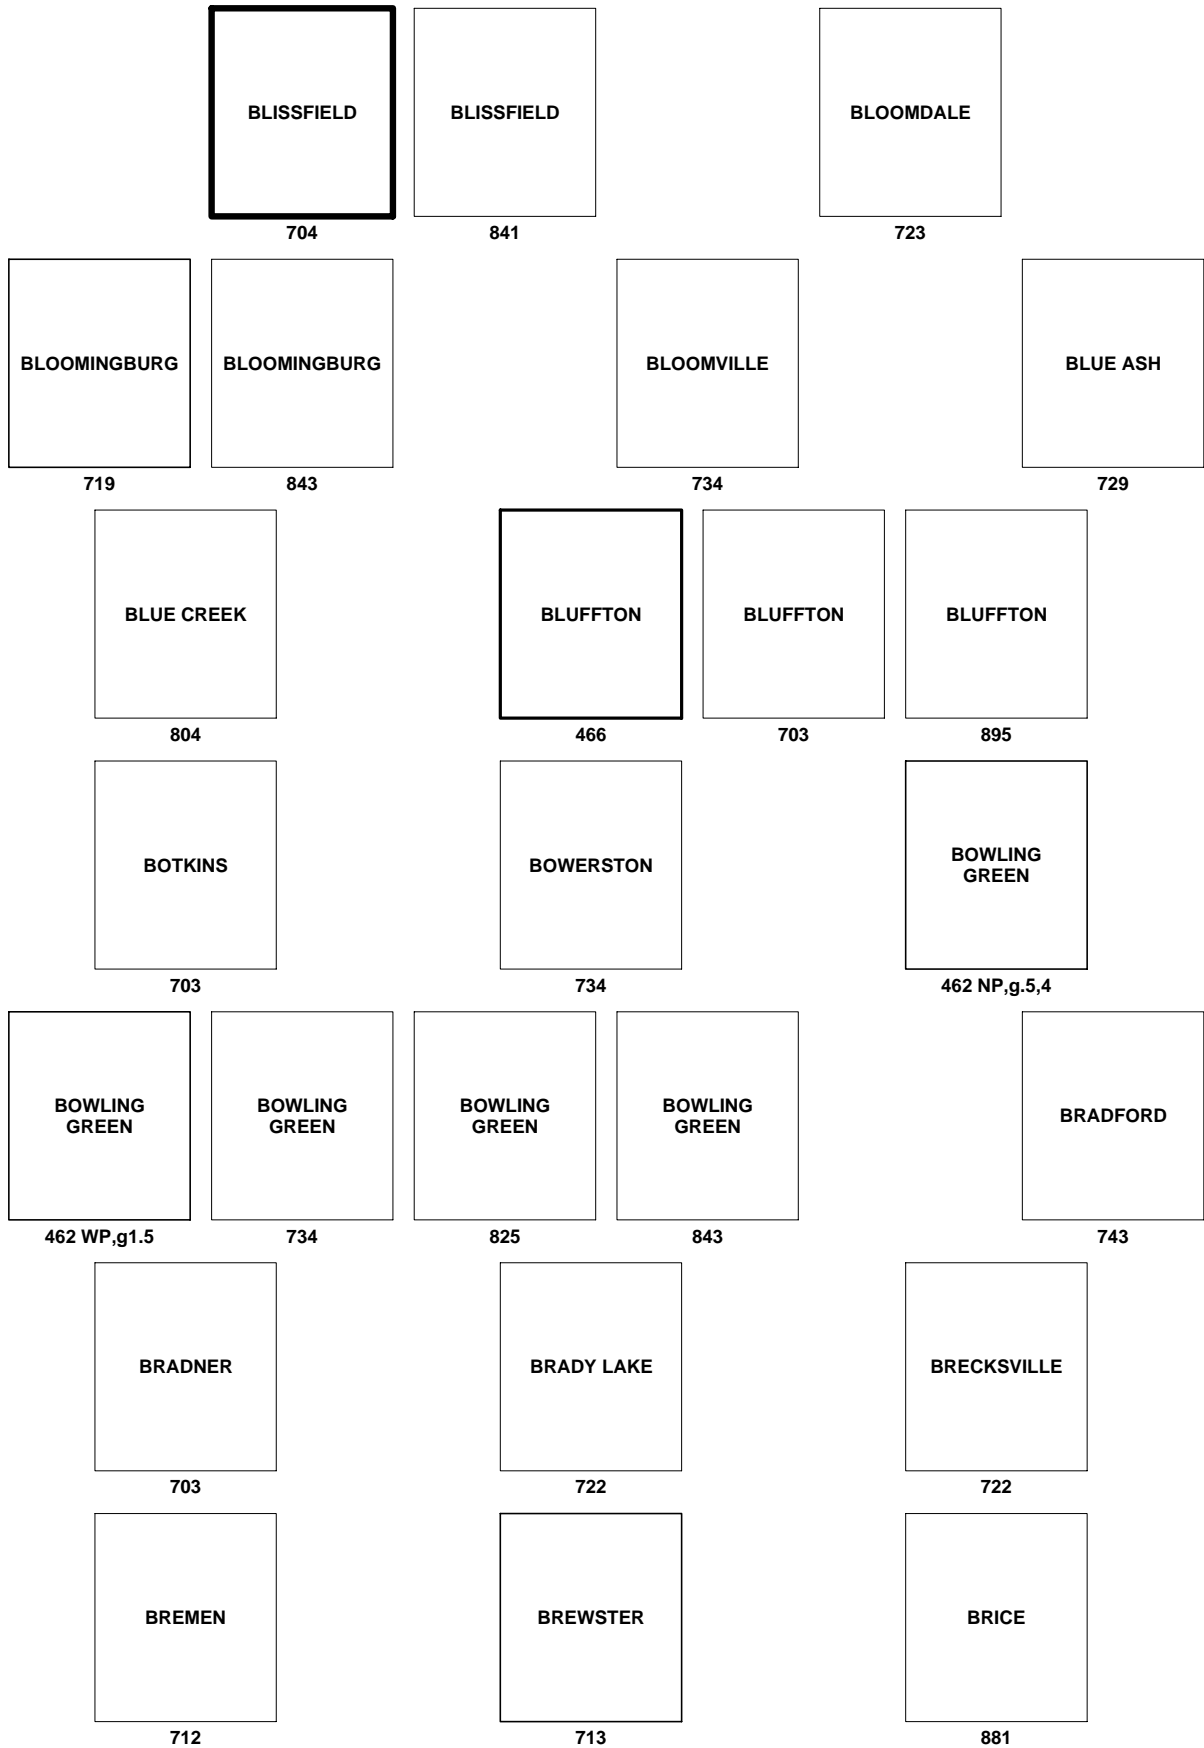 BLISSFIELD
704
BLISSFIELD
841
BLOOMDALE
723
BLOOMINGBURG
719
BLOOMINGBURG
843
BLOOMVILLE
734
BLUE ASH
729
BLUE CREEK
804
BLUFFTON
466
BLUFFTON
703
BLUFFTON
895
BOTKINS
703
BOWERSTON
734
BOWLING
GREEN
462 NP,g.5,4
BOWLING
GREEN
462 WP,g1.5
BOWLING
GREEN
734
BOWLING
GREEN
825
BOWLING
GREEN
843
BRADFORD
743
BRADNER
703
BRADY LAKE
722
BRECKSVILLE
722
BREMEN
712
BREWSTER
713
BRICE
881